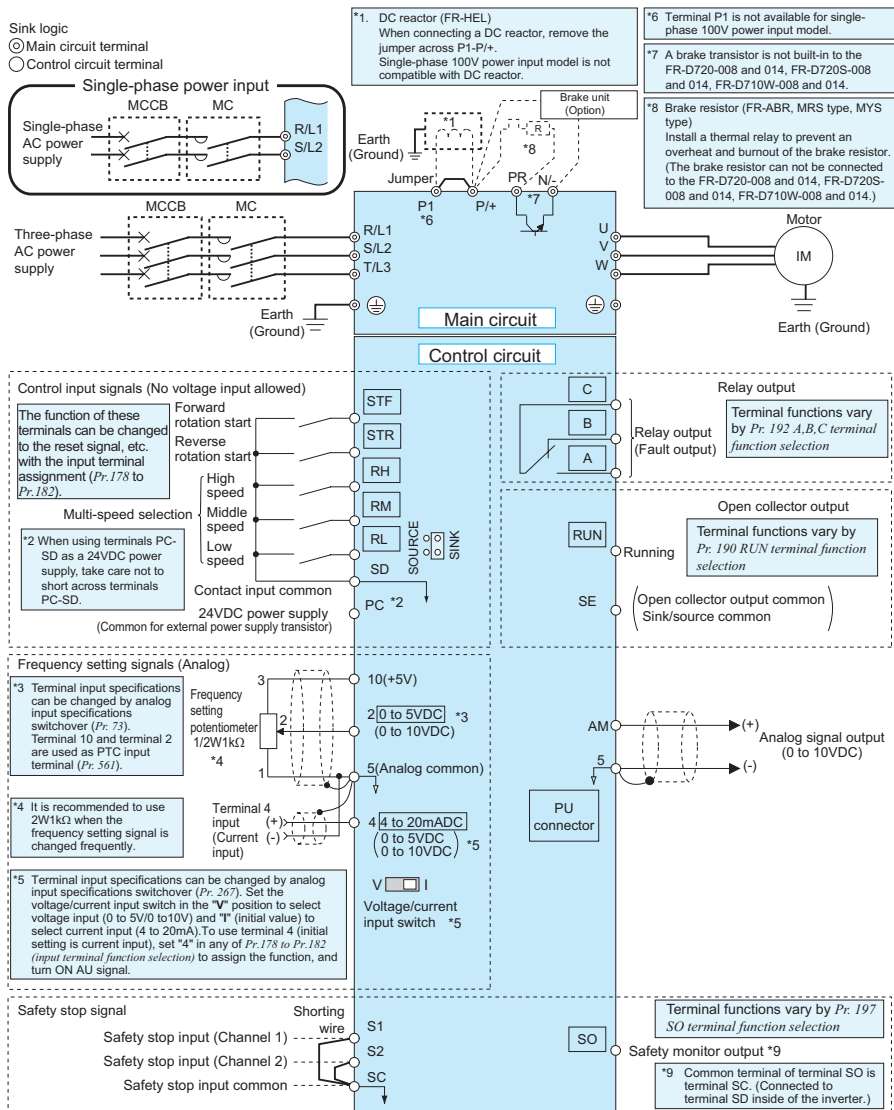 Sink logic
Main circuit terminal
Control circuit terminal
*1. DC reactor (FR-HEL)
When connecting a DC reactor, remove the
jumper across P1-P/+.
Single-phase 100V power input model is not
compatible with DC reactor.
*6 Terminal P1 is not available for single-
phase 100V power input model.
*7 A brake transistor is not built-in to the
FR-D720-008 and 014, FR-D720S-008
and 014, FR-D710W-008 and 014.
*8 Brake resistor (FR-ABR, MRS type, MYS
type)
Install a thermal relay to prevent an
overheat and burnout of the brake resistor.
(The brake resistor can not be connected
to the FR-D720-008 and 014, FR-D720S-
008 and 014, FR-D710W-008 and 014.)
Single-phase power input
MCCB
MC
Single-phase
AC power
supply
R/L1
S/L2
Earth
(Ground)
*1
Brake unit
(Option)
R
*8
Jumper
P1
*6
P/+
PR
*7
N/-
MCCB
MC
Three-phase
AC power
supply
R/L1
S/L2
T/L3
Earth
(Ground)
U
V
W
Motor
IM
Earth (Ground)
Main circuit
Control circuit
Control input signals (No voltage input allowed)
The function of these
terminals can be changed
to the reset signal, etc.
with the input terminal
assignment (Pr.178 to
Pr.182).
Forward
rotation start
Reverse
rotation start
Multi-speed selection
High
speed
Middle
speed
Low
speed
*2 When using terminals PC-
SD as a 24VDC power
supply, take care not to
short across terminals
PC-SD.
Contact input common
24VDC power supply
(Common for external power supply transistor)
STF
STR
RH
RM
RL
SD
PC *2
SOURCE
SINK
C
B
A
Relay output
Relay output
(Fault output)
Terminal functions vary
by Pr. 192 A,B,C terminal
function selection
Open collector output
RUN
Running
Terminal functions vary by
Pr. 190 RUN terminal function
selection
SE
Open collector output common
Sink/source common
Frequency setting signals (Analog)
*3 Terminal input specifications
can be changed by analog
input specifications
switchover (Pr. 73).
Terminal 10 and terminal 2
are used as PTC input
terminal (Pr. 561).
Frequency
setting
potentiometer
1/2W1kΩ
*4
3
2
1
10(+5V)
2 0 to 5VDC *3
(0 to 10VDC)
5(Analog common)
*4 It is recommended to use
2W1kΩ when the
frequency setting signal is
changed frequently.
Terminal 4
input
(Current
input)
(+)
(-)
4 4 to 20mADC
0 to 5VDC
0 to 10VDC *5
*5 Terminal input specifications can be changed by analog
input specifications switchover (Pr. 267). Set the
voltage/current input switch in the "V" position to select
voltage input (0 to 5V/0 to10V) and "I" (initial value) to
select current input (4 to 20mA).To use terminal 4 (initial
setting is current input), set "4" in any of Pr.178 to Pr.182
(input terminal function selection) to assign the function, and
turn ON AU signal.
V I
Voltage/current
input switch *5
AM
5
(+)
(-)
Analog signal output
(0 to 10VDC)
PU
connector
Safety stop signal
Shorting
wire
Safety stop input (Channel 1)
Safety stop input (Channel 2)
Safety stop input common
S1
S2
SC
SO
Terminal functions vary by Pr. 197
SO terminal function selection
Safety monitor output *9
*9 Common terminal of terminal SO is
terminal SC. (Connected to
terminal SD inside of the inverter.)